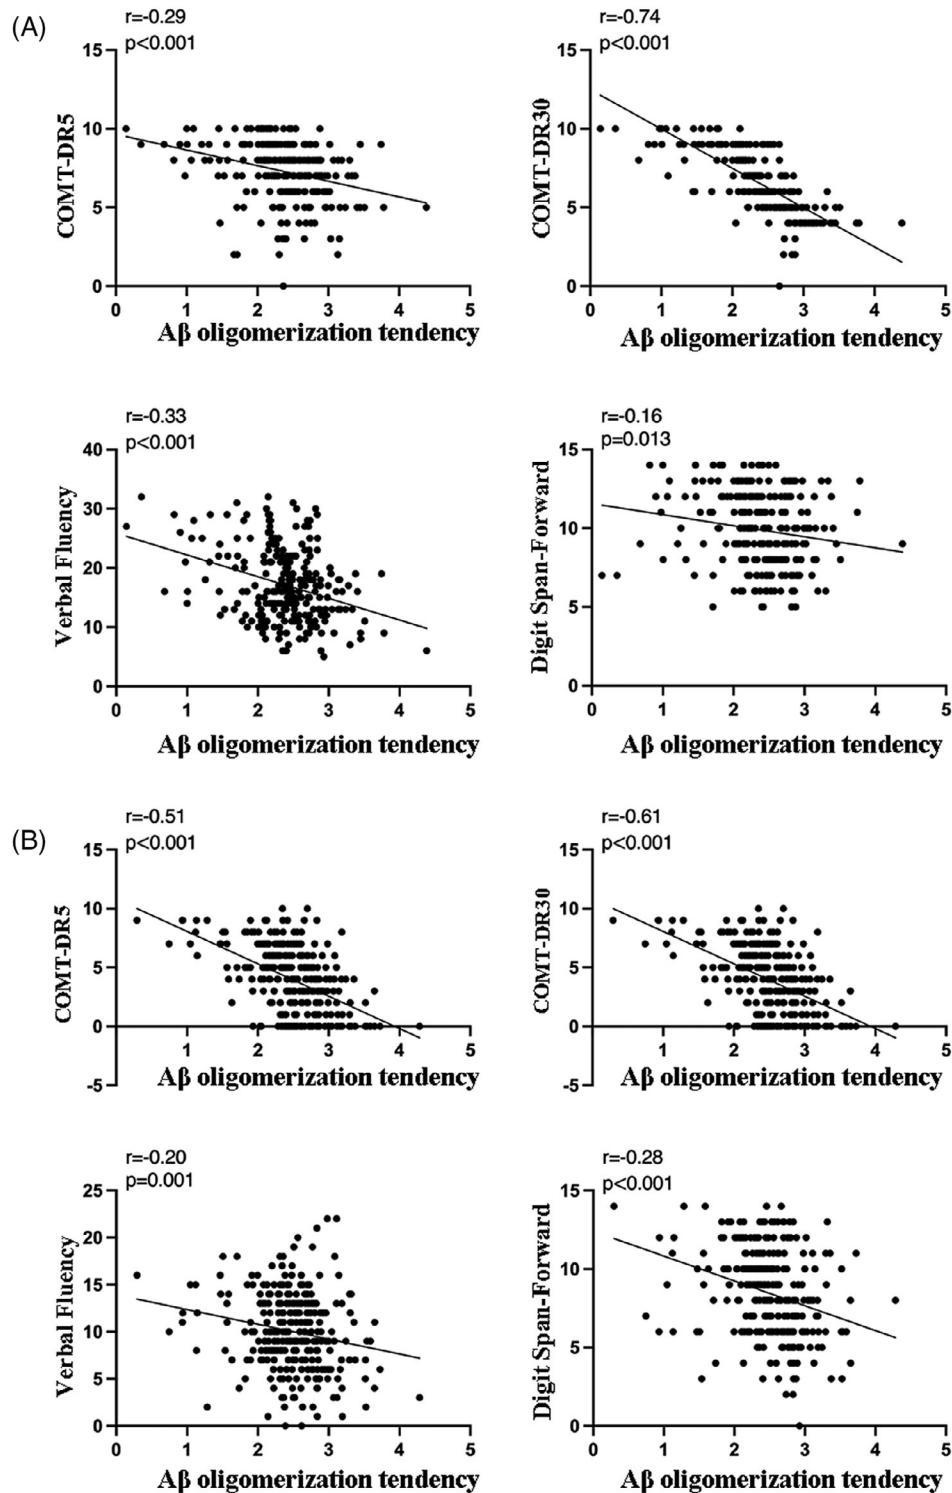 (A)
r=-0.29
p<0.001
15
10
5
0
COMT-DR5
0 1 2 3 4 5
Aβ oligomerization tendency
r=-0.74
p<0.001
15
10
5
0
COMT-DR30
0 1 2 3 4 5
Aβ oligomerization tendency
r=-0.33
p<0.001
40
30
20
10
0
Verbal Fluency
0 1 2 3 4 5
Aβ oligomerization tendency
r=-0.16
p=0.013
15
10
5
0
Digit Span-Forward
0 1 2 3 4 5
Aβ oligomerization tendency
(B)
r=-0.51
p<0.001
15
10
5
0
-5
COMT-DR5
1 2 3 4 5
Aβ oligomerization tendency
r=-0.61
p<0.001
15
10
5
0
-5
COMT-DR30
1 2 3 4 5
Aβ oligomerization tendency
r=-0.20
p=0.001
25
20
15
10
5
0
Verbal Fluency
0 1 2 3 4 5
Aβ oligomerization tendency
r=-0.28
p<0.001
15
10
5
0
Digit Span-Forward
0 1 2 3 4 5
Aβ oligomerization tendency